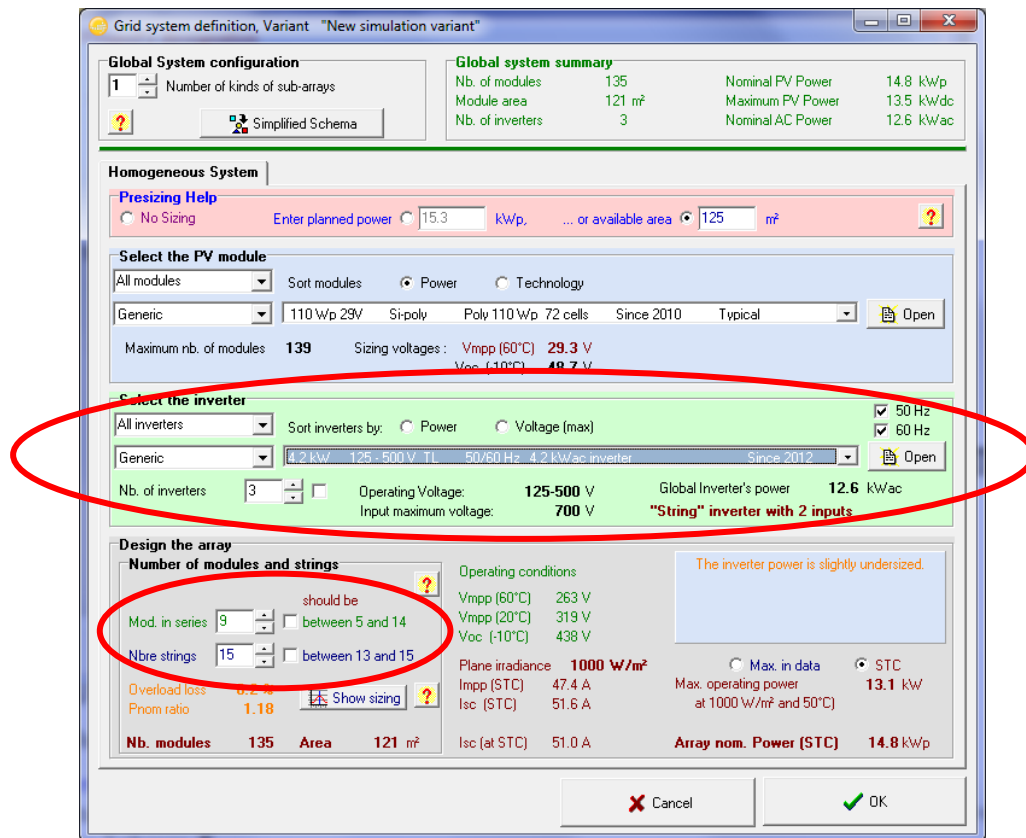 Grid system definition, Variant "New simulation variant"
Global System configuration
1 Number of kinds of sub-arrays
? Simplified Schema
Global system summary
Nb. of modules 135 Nominal PV Power 14.8 kWp
Module area 121 m² Maximum PV Power 13.5 kWdc
Nb. of inverters 3 Nominal AC Power 12.6 kWac
Homogeneous System
Presizing Help
No Sizing Enter planned power 15.3 kWp, ... or available area 125 m² ?
Select the PV module
All modules Sort modules Power Technology
Generic 110 Wp 29V Si-poly Poly 110 Wp 72 cells Since 2010 Typical Open
Maximum nb. of modules 139 Sizing voltages : Vmpp (60°C) 29.3 V
Voc (-10°C) 48.7 V
Select the inverter
50 Hz
All inverters Sort inverters by: Power Voltage (max) 60 Hz
Generic 4.2 kW 125 - 500 V TL 50/60 Hz 4.2 kWac inverter Since 2012 Open
Nb. of inverters 3 Operating Voltage: 125-500 V Global Inverter's power 12.6 kWac
Input maximum voltage: 700 V "String" inverter with 2 inputs
Design the array
Number of modules and strings
?
should be
Mod. in series 9 between 5 and 14
Nbre strings 15 between 13 and 15
Overload loss %
Pnom ratio 1.18 Show sizing ?
Nb. modules 135 Area 121 m²
Operating conditions
Vmpp (60°C) 263 V
Vmpp (20°C) 319 V
Voc (-10°C) 438 V
Plane irradiance 1000 W/m²
Impp (STC) 47.4 A
Isc (STC) 51.6 A
Isc (at STC) 51.0 A
The inverter power is slightly undersized.
Max. in data STC
Max. operating power 13.1 kW
at 1000 W/m² and 50°C)
Array nom. Power (STC) 14.8 kWp
Cancel OK